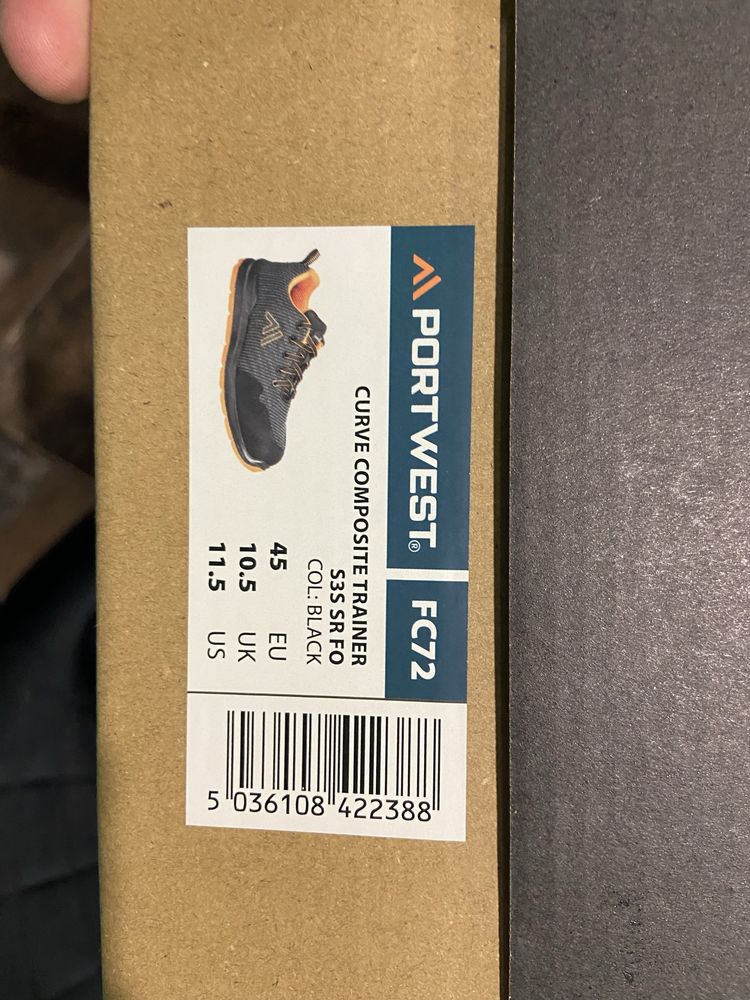 PORTWEST® FC72
CURVE COMPOSITE TRAINER
S3S SR FO
COL: BLACK
45 EU
10.5 UK
11.5 US
5 036108 422388